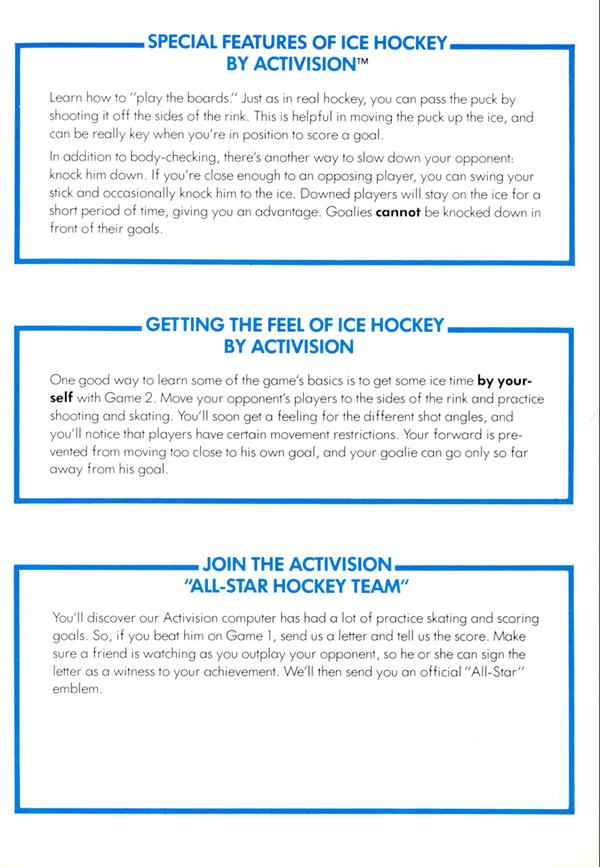 SPECIAL FEATURES OF ICE HOCKEY
BY ACTIVISION™
Learn how to "play the boards." Just as in real hockey, you can pass the puck by
shooting it off the sides of the rink. This is helpful in moving the puck up the ice, and
can be really key when you're in position to score a goal.
In addition to body-checking, there's another way to slow down your opponent:
knock him down. If you're close enough to an opposing player, you can swing your
stick and occasionally knock him to the ice. Downed players will stay on the ice for a
short period of time, giving you an advantage. Goalies cannot be knocked down in
front of their goals.
GETTING THE FEEL OF ICE HOCKEY
BY ACTIVISION
One good way to learn some of the game's basics is to get some ice time by your-
self with Game 2. Move your opponent's players to the sides of the rink and practice
shooting and skating. You'll soon get a feeling for the different shot angles, and
you'll notice that players have certain movement restrictions. Your forward is pre-
vented from moving too close to his own goal, and your goalie can go only so far
away from his goal.
JOIN THE ACTIVISION
"ALL-STAR HOCKEY TEAM"
You'll discover our Activision computer has had a lot of practice skating and scoring
goals. So, if you beat him on Game 1, send us a letter and tell us the score. Make
sure a friend is watching as you outplay your opponent, so he or she can sign the
letter as a witness to your achievement. We'll then send you an official "All-Star"
emblem.